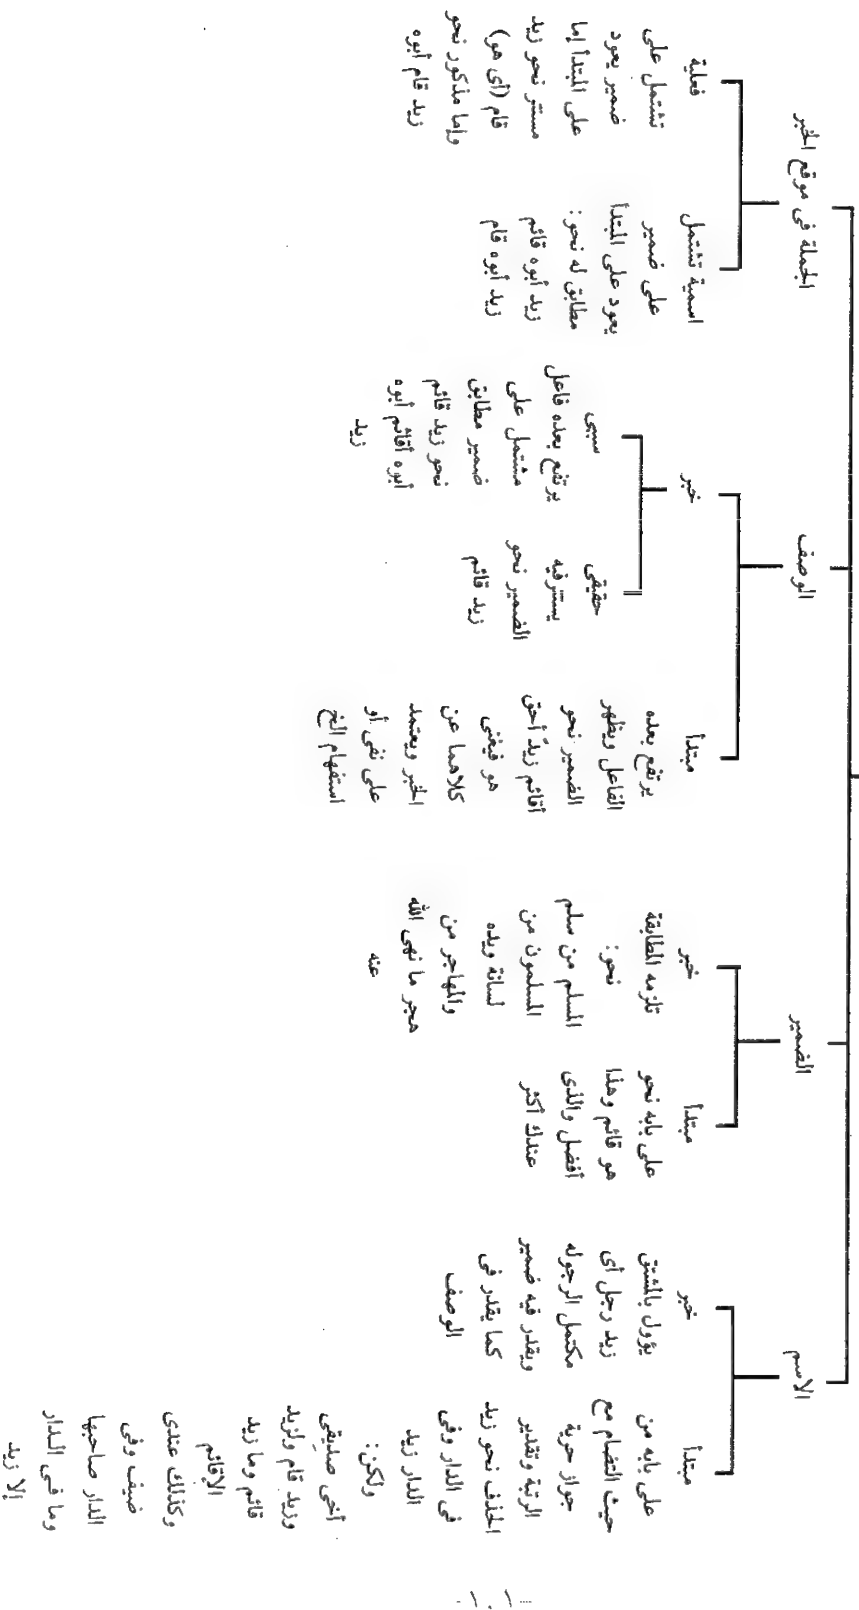 الاسم
مبتدأ
على بابه من
حيث التضام مع
جواز حرية
الرتبة وتقدير
الحذف نحو زيد
فى الدار وفى
الدار زيد
ولكن:
أخى صديقى
وزيد قام ولزيد
قائم وما زيد
الإقائم
وكذلك عندى
ضيف وفى
الدار صاحبها
وما فى الدار
إلا زيد
خبر
يؤول بالمشتق
زيد رجل أى
مكتمل الرجوله
ويقدر فيه ضمير
كما يقدر فى
الوصف
الضمير
مبتدأ
على بابه نحو
هو قائم وهذا
أفضل والذى
عندك أكثر
خبر
تلزمه المطابقة
نحو:
المسلم من سلم
المسلمون من
لسانة ويده
والمهاجر من
هجر ما نهى الله
عنه
الوصف
مبتدأ
يرتفع بعده
الفاعل ويظهر
الضمير نحو
أقائم زيدٌ أحق
هو فيغنى
كلاهما عن
الخبر ويعتمد
على نفى أو
استفهام الخ
خبر
حقيقى
يستترفيه
الضمير نحو
زيد قائم
سببى
يرتفع بعده فاعل
مشتمل على
ضمير مطابق
نحو زيد قائم
أبوه أقائم أبوه
زيد
الجملة فى موقع الخبر
اسمية تشتمل
على ضمير
يعود على المبتدأ
مطابق له نحو:
زيد أبوه قائم
زيد أبوه قام
فعلية
تشتمل على
ضمير يعود
على المبتدأ إما
مستتر نحو زيد
قام (أى هو)
وإما مذكور نحو
زيد قام أبوه
-١٠١-